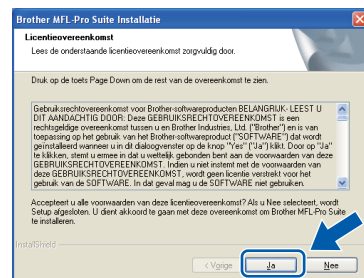 Brother MFL-Pro Suite Installatie
Licentieovereenkomst
Lees de onderstaande licentieovereenkomst zorgvuldig door.
Druk op de toets Page Down om de rest van de overeenkomst te zien.
Gebruiksrechtovereenkomst voor Brother-softwareproducten BELANGRIJK- LEEST U
DIT AANDACHTIG DOOR: Deze GEBRUIKSRECHTOVEREENKOMST is een
rechtsgeldige overeenkomst tussen u en Brother Industries, Ltd. ("Brother") en is van
toepassing op het gebruik van het Brother-softwareproduct ("SOFTWARE") dat wordt
geïnstalleerd wanneer u in dit dialoogvenster op de knop "Yes" ("Ja") klikt. Door op "Ja"
te klikken, stemt u ermee in dat u wettelijk gebonden bent aan de voorwaarden van deze
GEBRUIKSRECHTOVEREENKOMST. Indien u niet instemt met de voorwaarden van
deze GEBRUIKSRECHTOVEREENKOMST, wordt geen licentie verstrekt voor het
gebruik van de SOFTWARE. In dat geval mag u de SOFTWARE niet gebruiken.
Accepteert u alle voorwaarden van deze licentieovereenkomst? Als u Nee selecteert, wordt
Setup afgesloten. U dient akkoord te gaan met deze overeenkomst om Brother MFL-Pro Suite
te installeren.
InstallShield
< Vorige
Ja
Nee